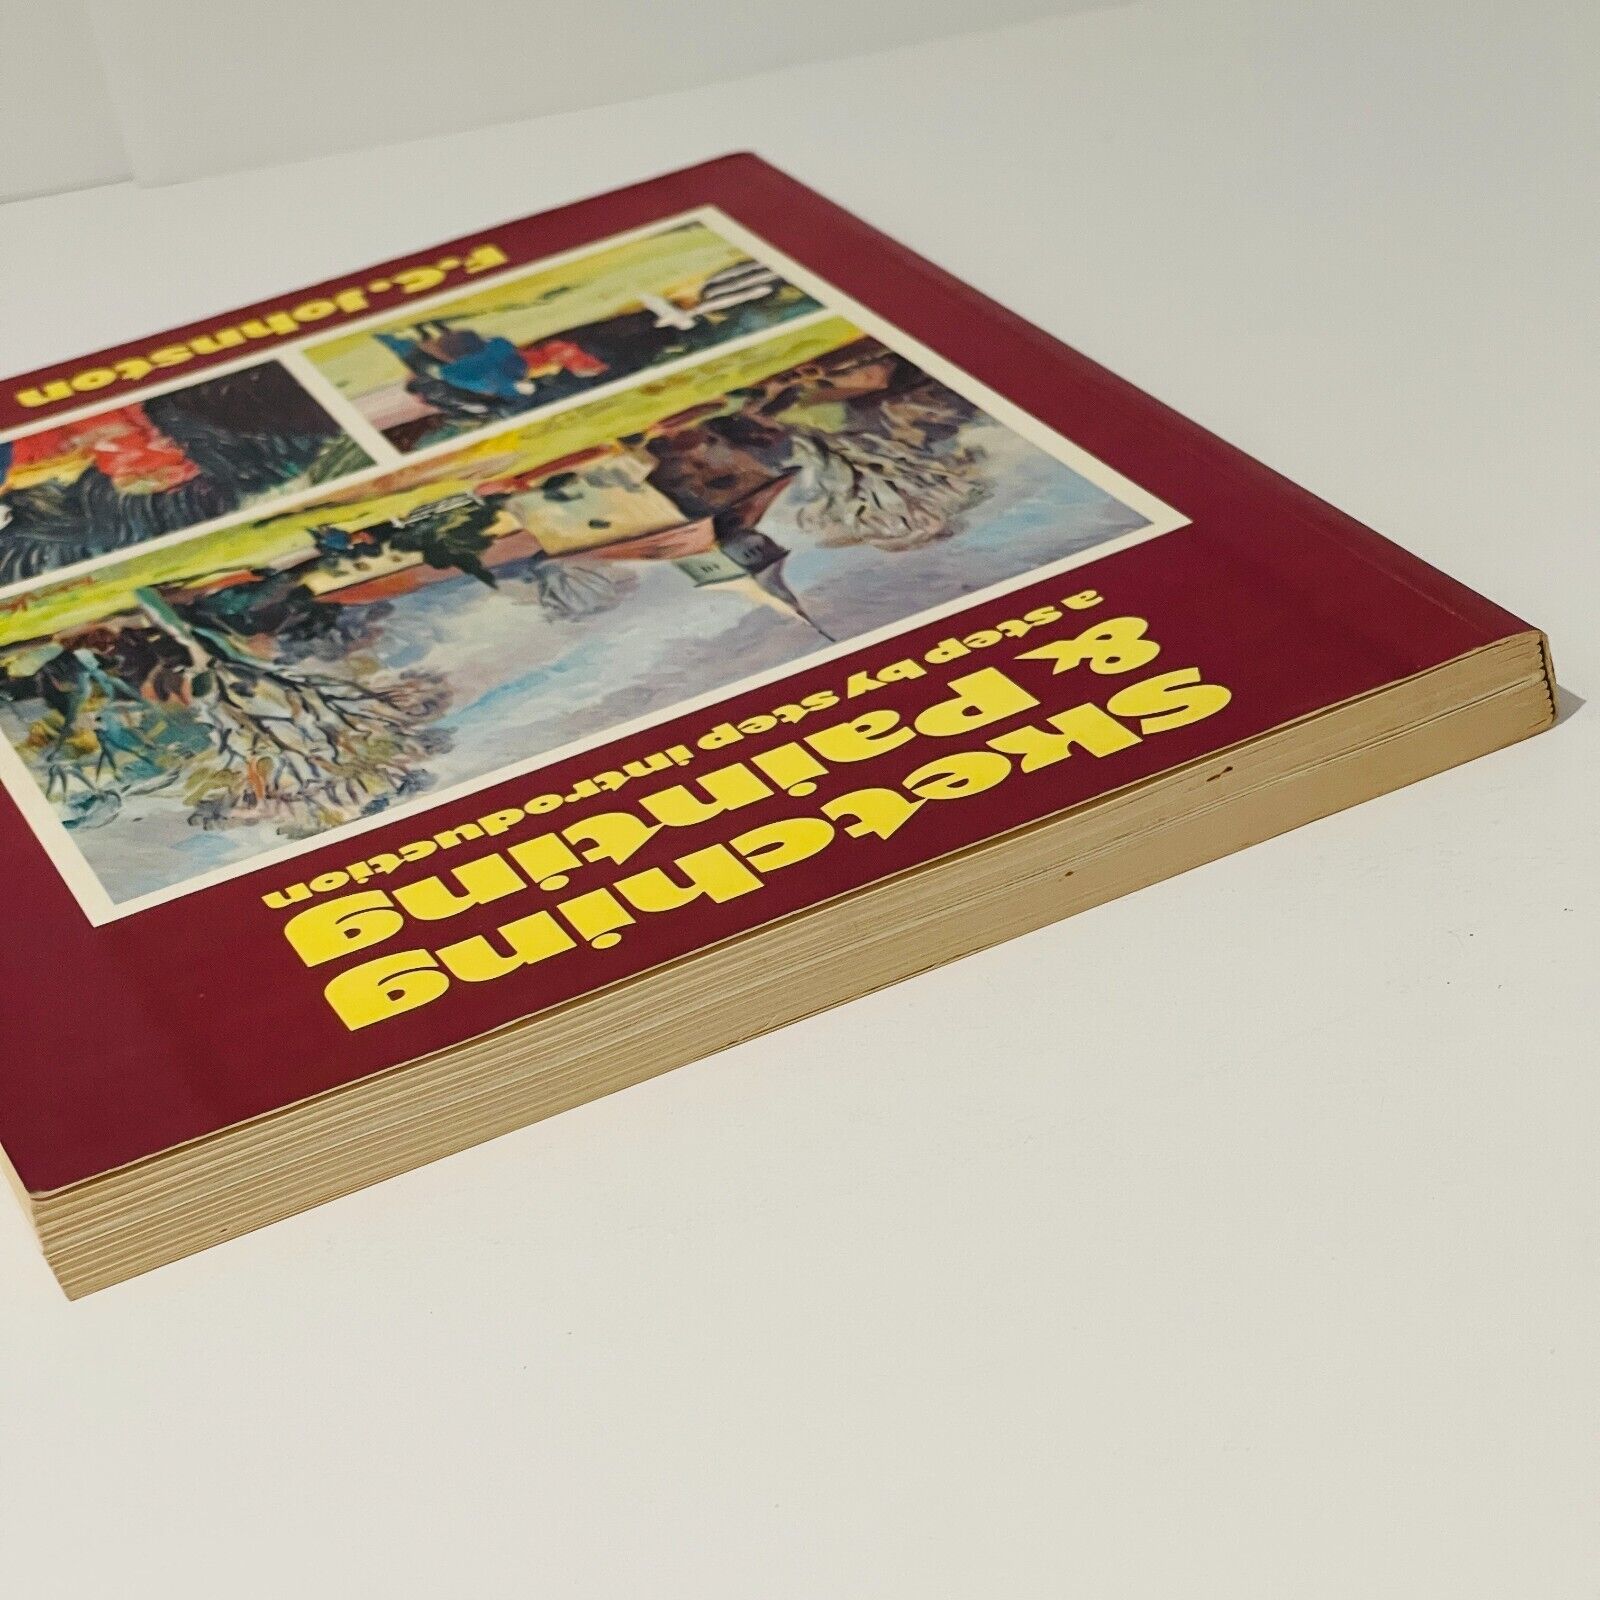 Sketching
& Painting
a step by step introduction
F.C. Johnston